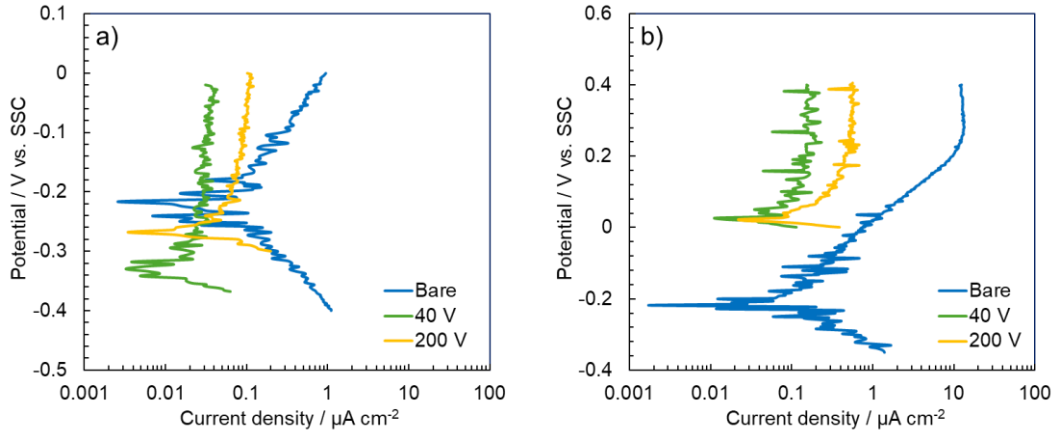 a)
0.1
0
-0.1
-0.2
-0.3
-0.4
-0.5
Potential / V vs. SSC
0.001 0.01 0.1 1 10 100
Current density / µA cm-2
Bare
40 V
200 V
b)
0.6
0.4
0.2
0
-0.2
-0.4
Potential / V vs. SSC
0.001 0.01 0.1 1 10 100
Current density / µA cm-2
Bare
40 V
200 V